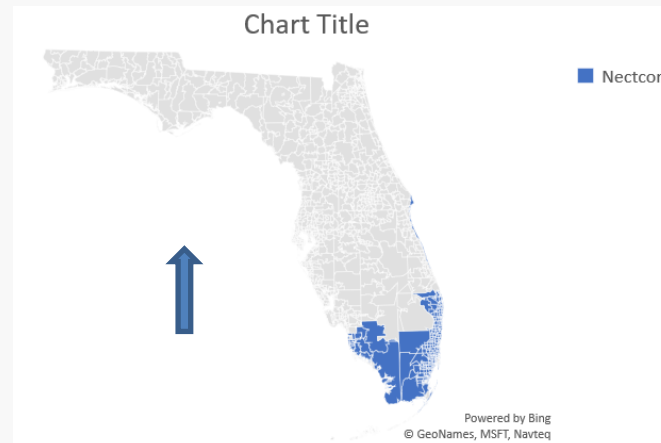 Chart Title
Nectcor
Powered by Bing
© GeoNames, MSFT, Navteq